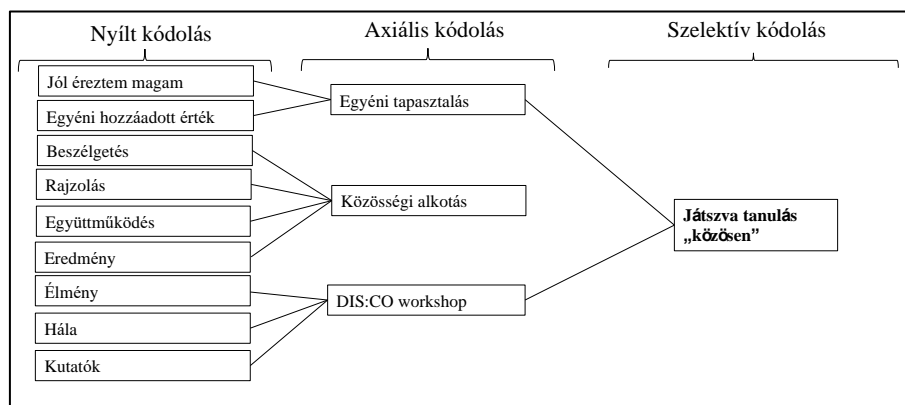 Nyílt kódolás
Axiális kódolás
Szelektív kódolás
Jól éreztem magam
Egyéni hozzáadott érték
Beszélgetés
Rajzolás
Együttműködés
Eredmény
Élmény
Hála
Kutatók
Egyéni tapasztalás
Közösségi alkotás
DIS:CO workshop
Játszva tanulás
„közösen”